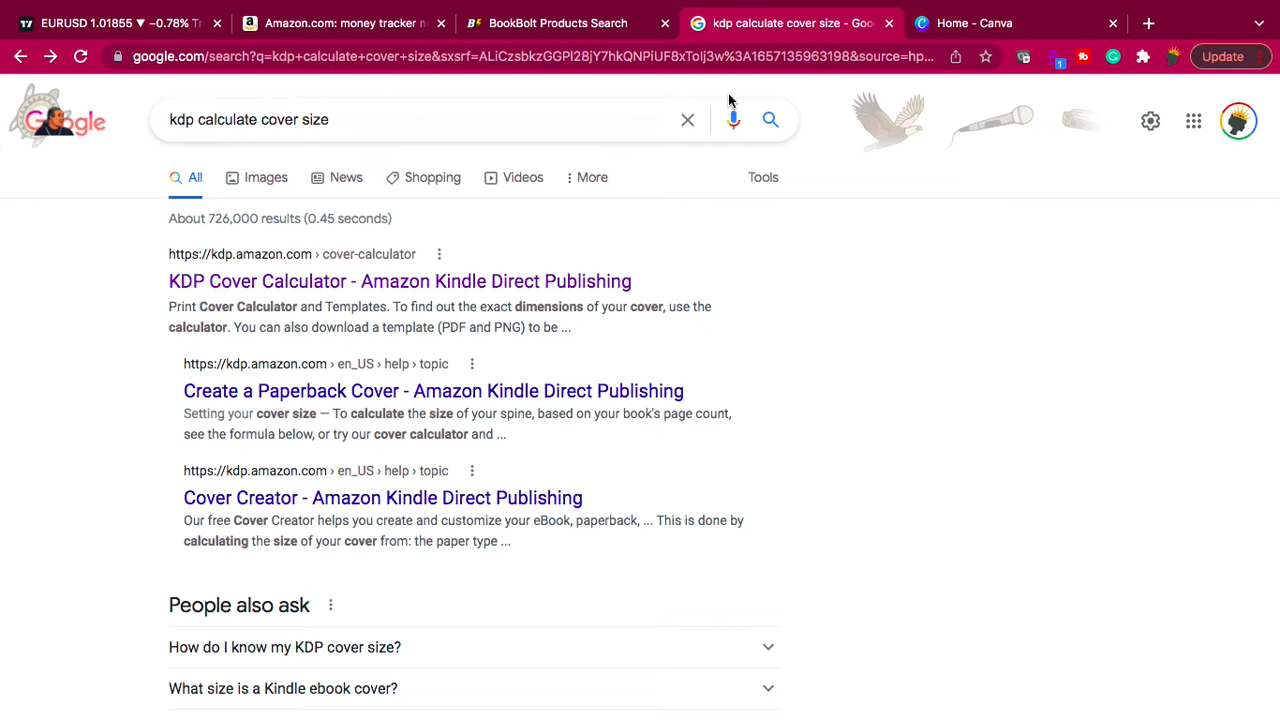 EURUSD 1.01855 ▼ −0.78% Tr
Amazon.com: money tracker n
BookBolt Products Search
kdp calculate cover size - Goo
Home - Canva
google.com/search?q=kdp+calculate+cover+size&sxsrf=ALiCzsbkzGGPl28jY7hkQNPiUF8xTolj3w%3A1657135963198&source=hp...
1
Update
Google
kdp calculate cover size
All
Images
News
Shopping
Videos
More
Tools
About 726,000 results (0.45 seconds)
https://kdp.amazon.com › cover-calculator
KDP Cover Calculator - Amazon Kindle Direct Publishing
Print Cover Calculator and Templates. To find out the exact dimensions of your cover, use the
calculator. You can also download a template (PDF and PNG) to be ...
https://kdp.amazon.com › en_US › help › topic
Create a Paperback Cover - Amazon Kindle Direct Publishing
Setting your cover size — To calculate the size of your spine, based on your book's page count,
see the formula below, or try our cover calculator and ...
https://kdp.amazon.com › en_US › help › topic
Cover Creator - Amazon Kindle Direct Publishing
Our free Cover Creator helps you create and customize your eBook, paperback, ... This is done by
calculating the size of your cover from: the paper type ...
People also ask
How do I know my KDP cover size?
What size is a Kindle ebook cover?